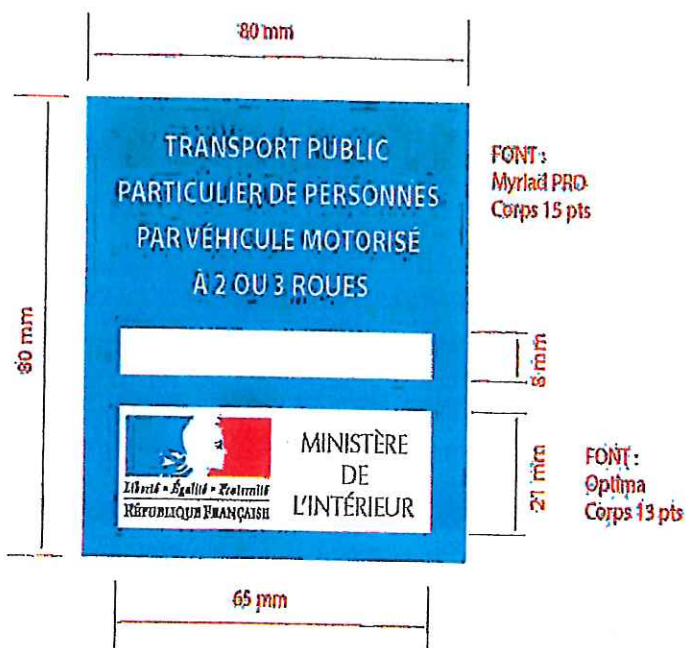 80 mm
TRANSPORT PUBLIC
PARTICULIER DE PERSONNES
PAR VÉHICULE MOTORISÉ
À 2 OU 3 ROUES
FONT :
Myriad PRO
Corps 15 pts
80 mm
8 mm
Liberté • Égalité • Fraternité
RÉPUBLIQUE FRANÇAISE
MINISTÈRE
DE
L'INTÉRIEUR
21 mm
FONT :
Optima
Corps 13 pts
65 mm